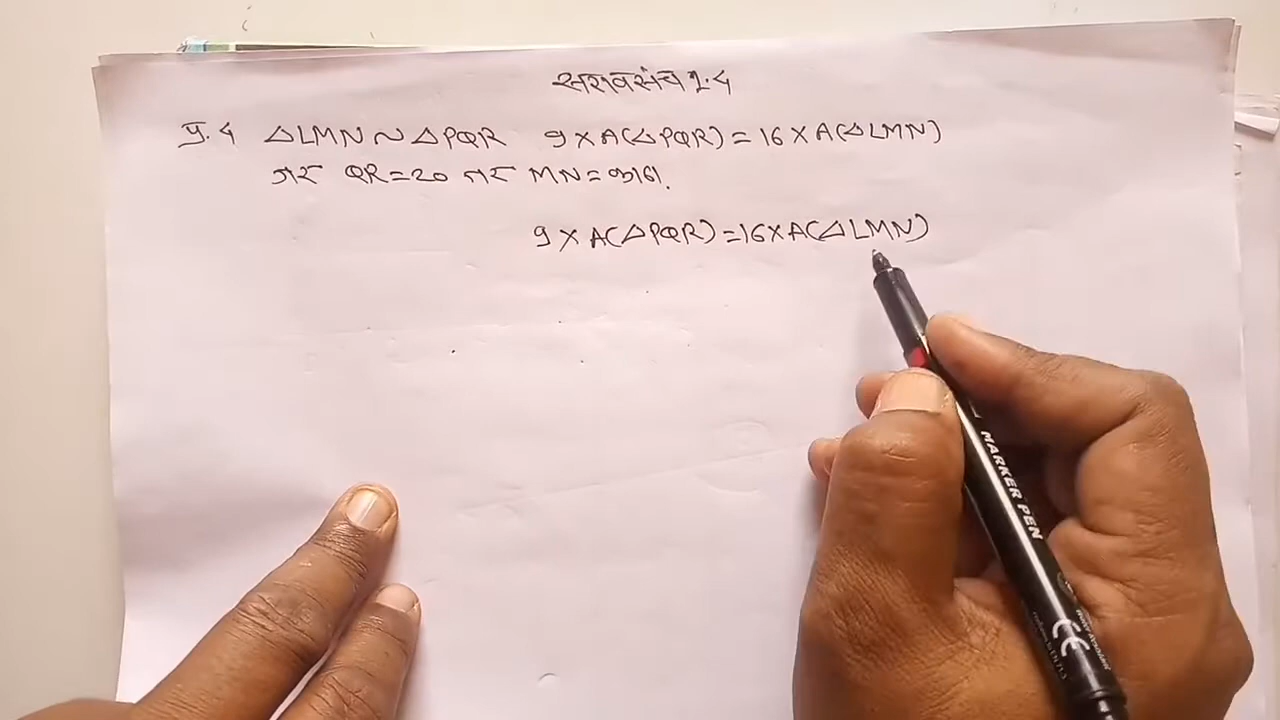 सरावसंच 1.4
प्र.4 △LMN ~ △PQR 9×A(△PQR)=16×A(△LMN)
जर QR=20 तर MN=काढा.
9×A(△PQR)=16×A(△LMN)
MARKER PEN
CE